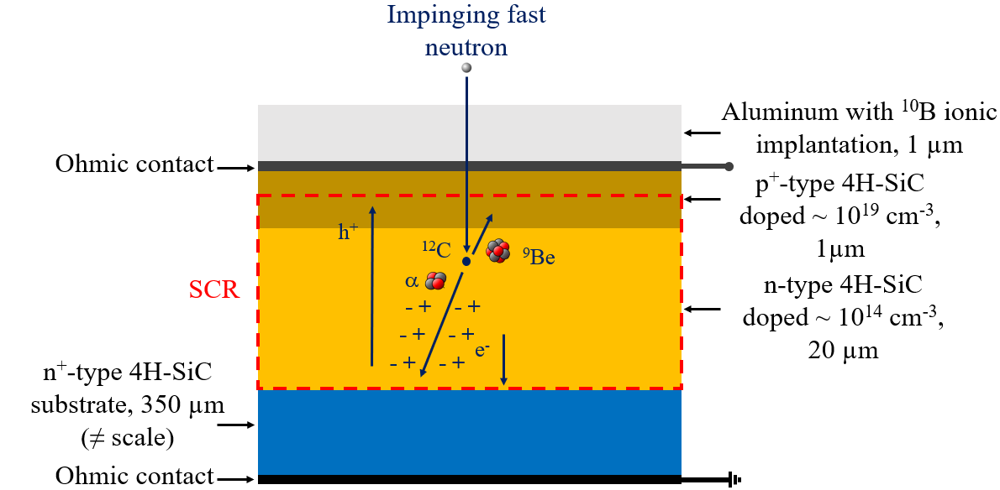 Impinging fast
neutron
Aluminum with ¹⁰B ionic
implantation, 1 µm
Ohmic contact
p⁺-type 4H-SiC
doped ~ 10¹⁹ cm⁻³,
1µm
h⁺
¹²C
⁹Be
α
SCR
n-type 4H-SiC
doped ~ 10¹⁴ cm⁻³,
20 µm
- + - +
- + - +
e⁻
- + - +
n⁺-type 4H-SiC
substrate, 350 µm
(≠ scale)
Ohmic contact